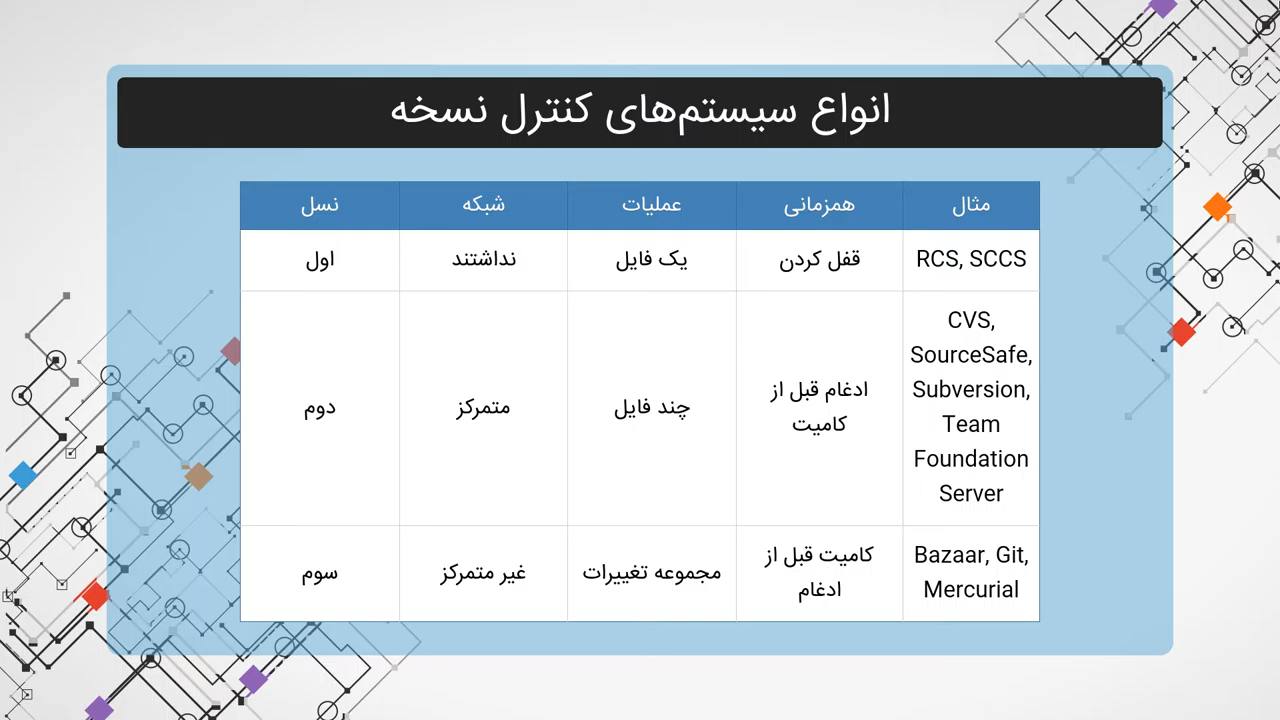 انواع سیستم‌های کنترل نسخه
نسل
شبکه
عملیات
همزمانی
مثال
اول
نداشتند
یک فایل
قفل کردن
RCS, SCCS
دوم
متمرکز
چند فایل
ادغام قبل از
کامیت
CVS,
SourceSafe,
Subversion,
Team
Foundation
Server
سوم
غیر متمرکز
مجموعه تغییرات
کامیت قبل از
ادغام
Bazaar, Git,
Mercurial